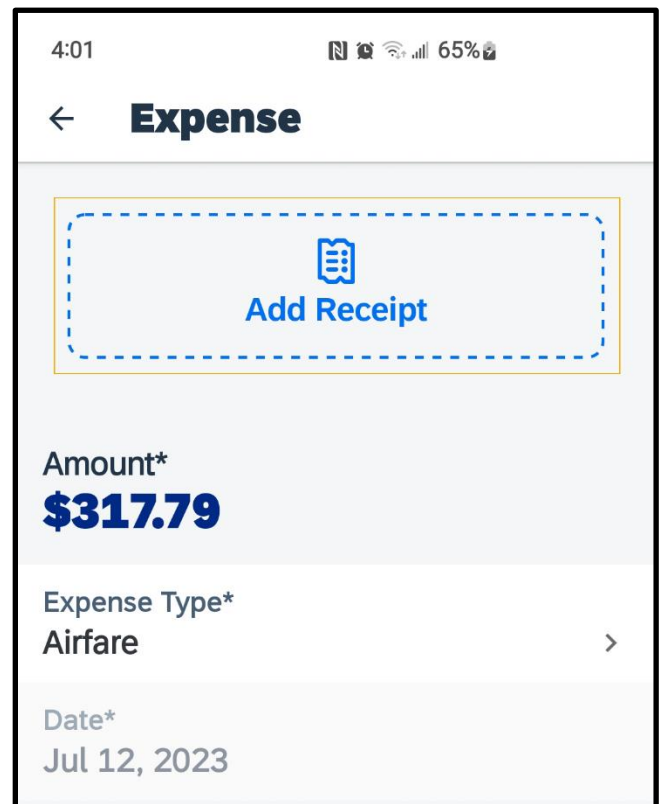 4:01 65%
Expense
Add Receipt
Amount*
$317.79
Expense Type*
Airfare
Date*
Jul 12, 2023